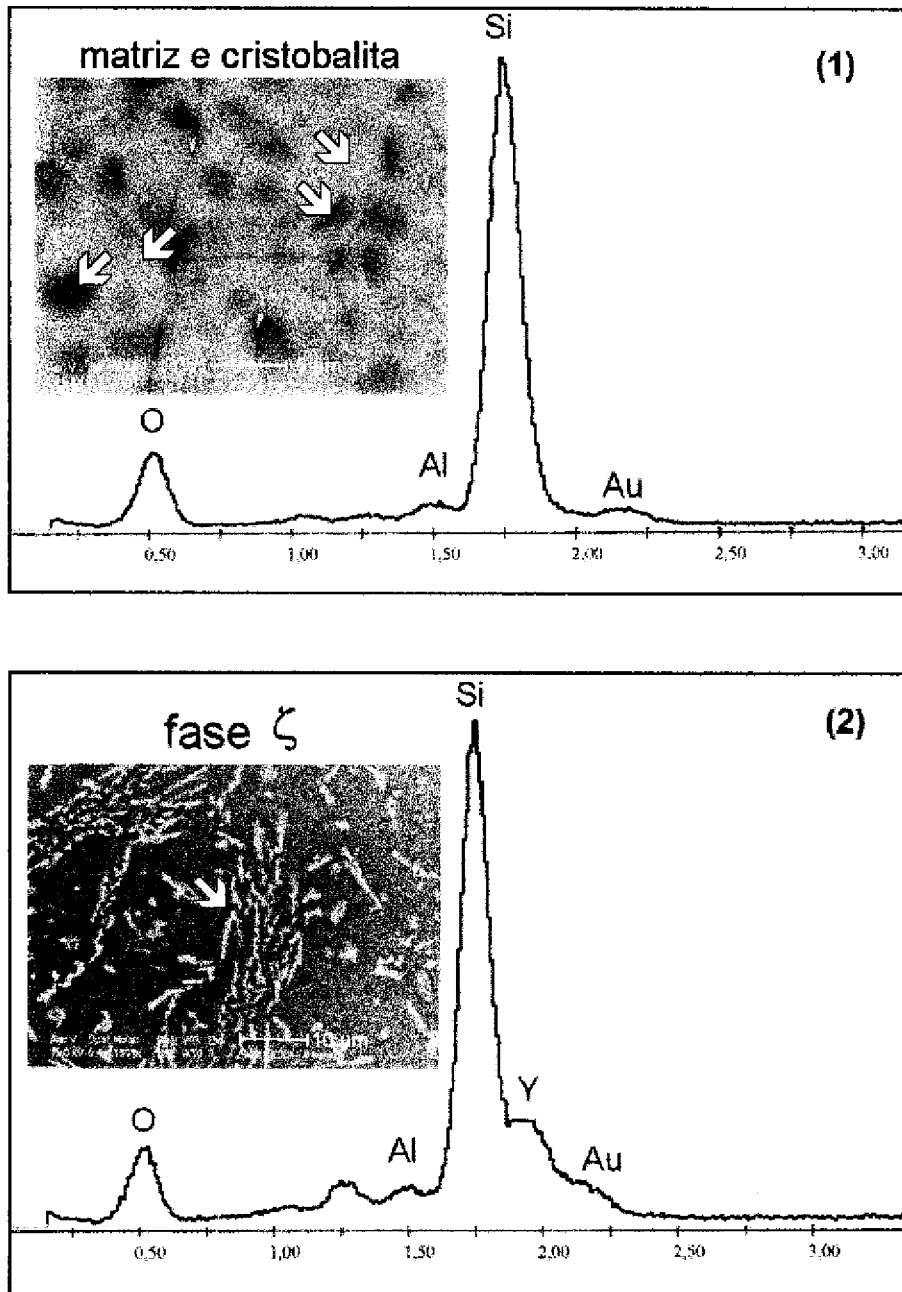 Si
(1)
matriz e cristobalita
O
Al
Au
0,50 1,00 1,50 2,00 2,50 3,00
Si
(2)
fase ζ
10µm
Y
O
Al
Au
0,50 1,00 1,50 2,00 2,50 3,00